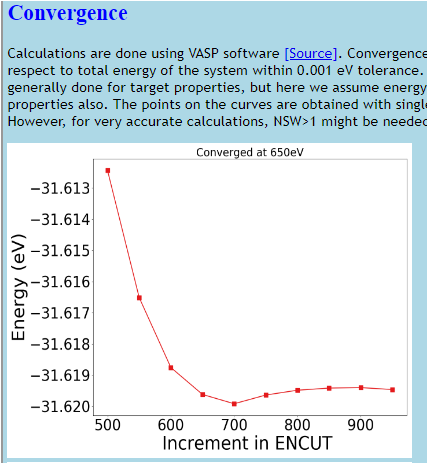 Convergence
Calculations are done using VASP software [Source]. Convergence
respect to total energy of the system within 0.001 eV tolerance.
generally done for target properties, but here we assume energy
properties also. The points on the curves are obtained with single
However, for very accurate calculations, NSW>1 might be needed
Converged at 650eV
−31.613
−31.614
−31.615
−31.616
−31.617
−31.618
−31.619
−31.620
Energy (eV)
500 600 700 800 900
Increment in ENCUT